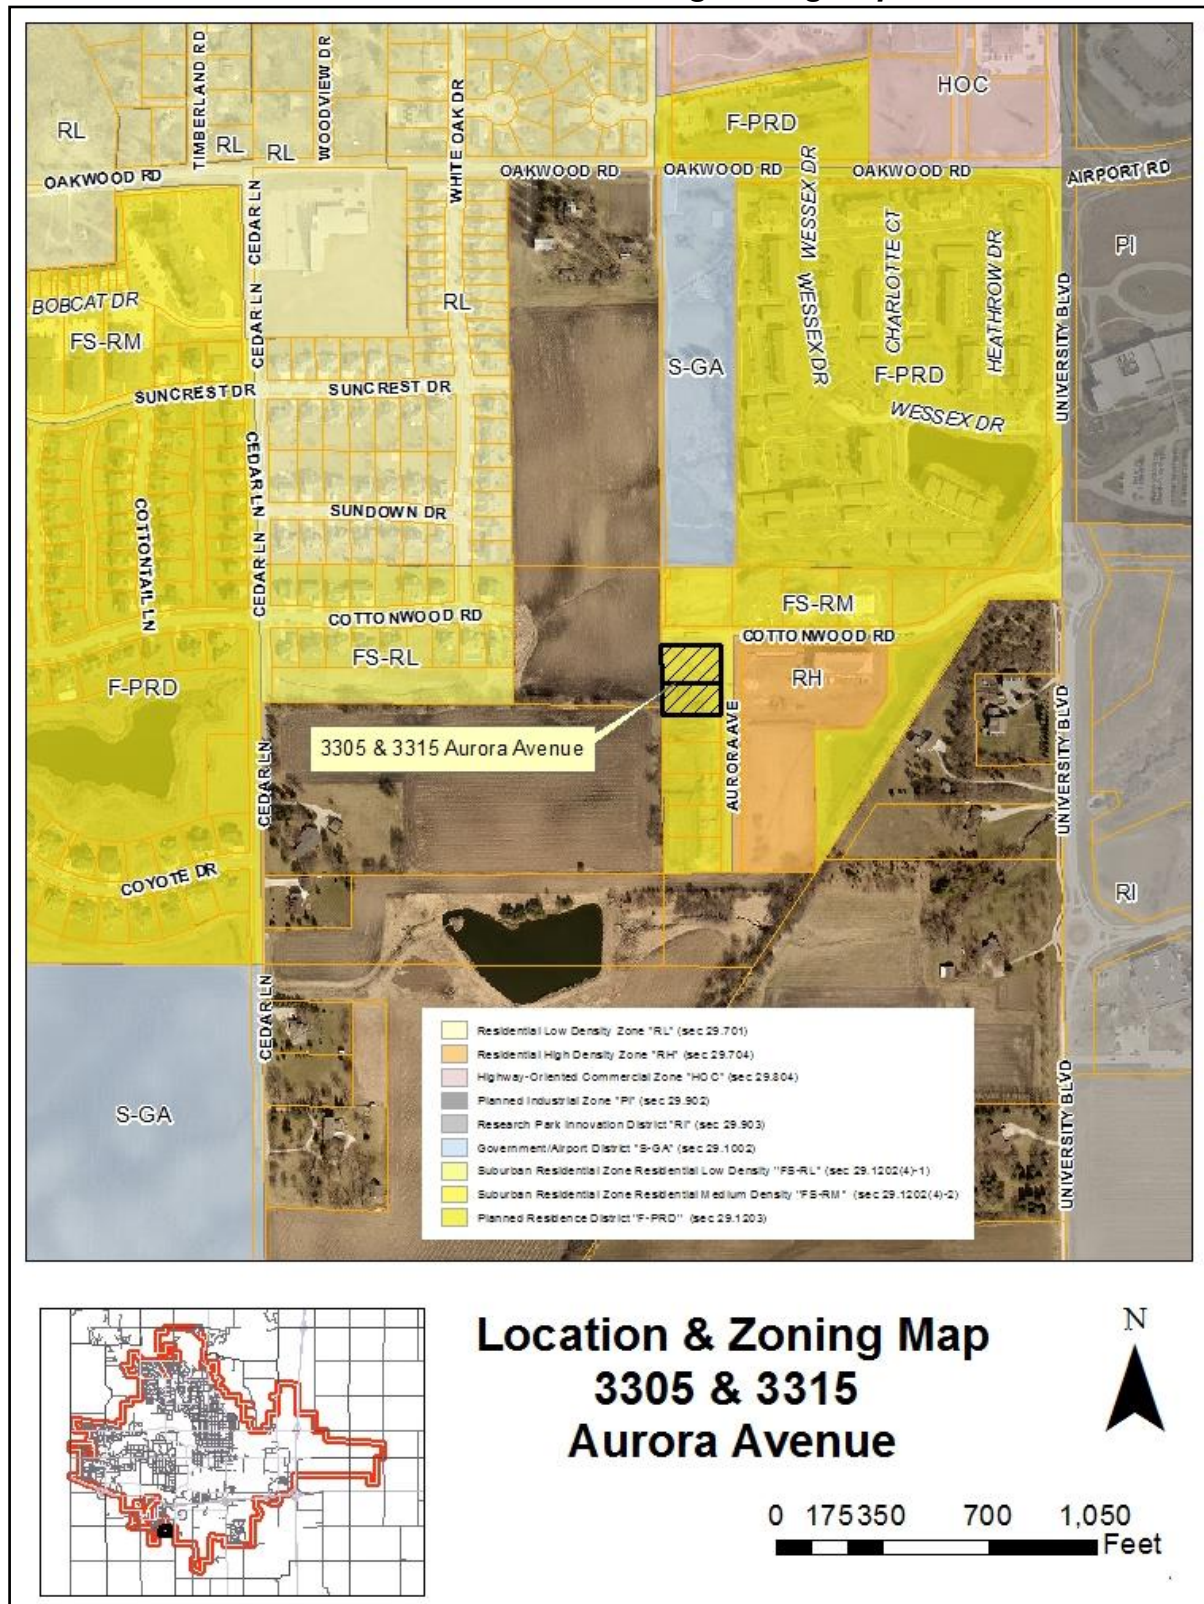 TIMBERLAND RD
WOODVIEW DR
WHITE OAK DR
HOC
RL
RL
RL
F-PRD
OAKWOOD RD
OAKWOOD RD
OAKWOOD RD
OAKWOOD RD
AIRPORT RD
CEDAR LN
CEDAR LN
CEDAR LN
WESSEX DR
WESSEX DR
CHARLOTTE CT
HEATHROW DR
UNIVERSITY BLVD
PI
BOBCAT DR
RL
FS-RM
S-GA
F-PRD
SUNCREST DR
SUNCREST DR
WESSEX DR
CEDAR LN
COTTONTAIL LN
SUNDOWN DR
CEDAR LN
CEDAR LN
COTTONWOOD RD
FS-RM
COTTONWOOD RD
FS-RL
RH
F-PRD
3305 & 3315 Aurora Avenue
AURORA AVE
CEDAR LN
UNIVERSITY BLVD
COYOTE DR
RI
CEDAR LN
S-GA
UNIVERSITY BLVD
Residential Low Density Zone "RL" (sec 29.701)
Residential High Density Zone "RH" (sec 29.704)
Highway-Oriented Commercial Zone "HOC" (sec 29.804)
Planned Industrial Zone "PI" (sec 29.902)
Research Park Innovation District "RI" (sec 29.903)
Government/Airport District "S-GA" (sec 29.1002)
Suburban Residential Zone Residential Low Density "FS-RL" (sec 29.1202(4)-1)
Suburban Residential Zone Residential Medium Density "FS-RM" (sec 29.1202(4)-2)
Planned Residence District "F-PRD" (sec 29.1203)
Location & Zoning Map
3305 & 3315
Aurora Avenue
N
0 175 350 700 1,050
Feet